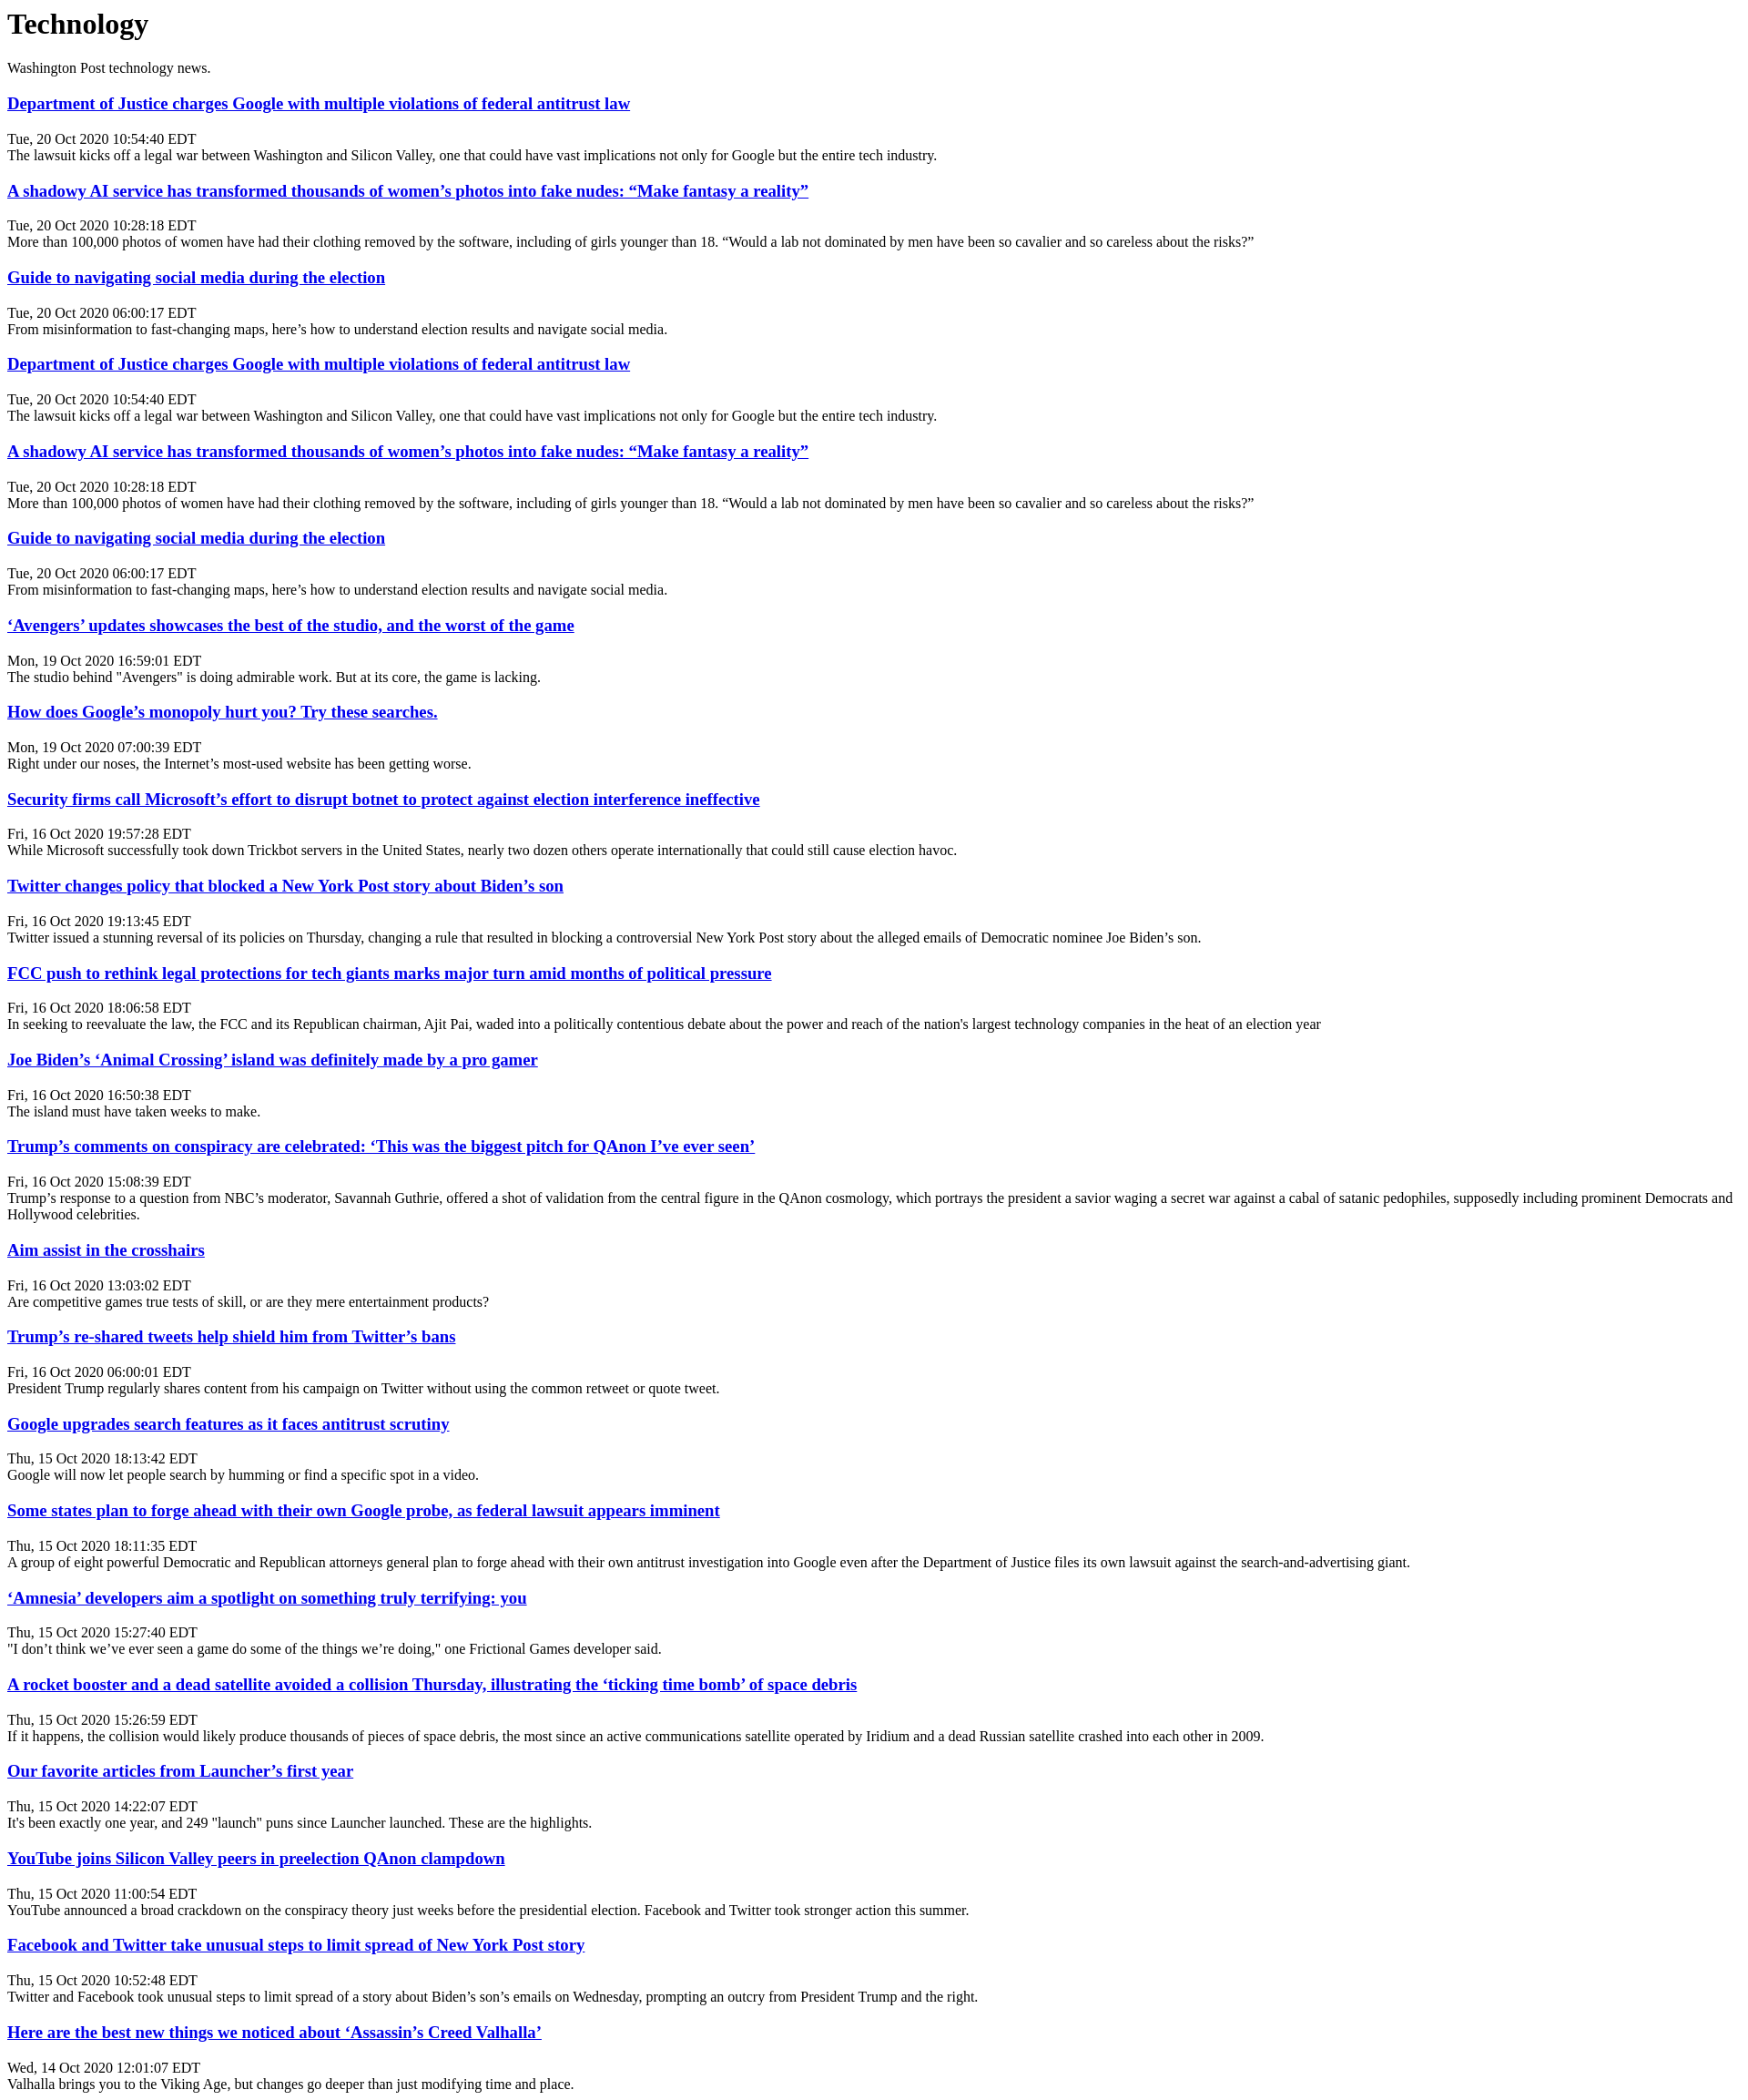 Technology
Washington Post technology news.
Department of Justice charges Google with multiple violations of federal antitrust law
Tue, 20 Oct 2020 10:54:40 EDT
The lawsuit kicks off a legal war between Washington and Silicon Valley, one that could have vast implications not only for Google but the entire tech industry.
A shadowy AI service has transformed thousands of women’s photos into fake nudes: “Make fantasy a reality”
Tue, 20 Oct 2020 10:28:18 EDT
More than 100,000 photos of women have had their clothing removed by the software, including of girls younger than 18. “Would a lab not dominated by men have been so cavalier and so careless about the risks?”
Guide to navigating social media during the election
Tue, 20 Oct 2020 06:00:17 EDT
From misinformation to fast-changing maps, here’s how to understand election results and navigate social media.
Department of Justice charges Google with multiple violations of federal antitrust law
Tue, 20 Oct 2020 10:54:40 EDT
The lawsuit kicks off a legal war between Washington and Silicon Valley, one that could have vast implications not only for Google but the entire tech industry.
A shadowy AI service has transformed thousands of women’s photos into fake nudes: “Make fantasy a reality”
Tue, 20 Oct 2020 10:28:18 EDT
More than 100,000 photos of women have had their clothing removed by the software, including of girls younger than 18. “Would a lab not dominated by men have been so cavalier and so careless about the risks?”
Guide to navigating social media during the election
Tue, 20 Oct 2020 06:00:17 EDT
From misinformation to fast-changing maps, here’s how to understand election results and navigate social media.
‘Avengers’ updates showcases the best of the studio, and the worst of the game
Mon, 19 Oct 2020 16:59:01 EDT
The studio behind "Avengers" is doing admirable work. But at its core, the game is lacking.
How does Google’s monopoly hurt you? Try these searches.
Mon, 19 Oct 2020 07:00:39 EDT
Right under our noses, the Internet’s most-used website has been getting worse.
Security firms call Microsoft’s effort to disrupt botnet to protect against election interference ineffective
Fri, 16 Oct 2020 19:57:28 EDT
While Microsoft successfully took down Trickbot servers in the United States, nearly two dozen others operate internationally that could still cause election havoc.
Twitter changes policy that blocked a New York Post story about Biden’s son
Fri, 16 Oct 2020 19:13:45 EDT
Twitter issued a stunning reversal of its policies on Thursday, changing a rule that resulted in blocking a controversial New York Post story about the alleged emails of Democratic nominee Joe Biden’s son.
FCC push to rethink legal protections for tech giants marks major turn amid months of political pressure
Fri, 16 Oct 2020 18:06:58 EDT
In seeking to reevaluate the law, the FCC and its Republican chairman, Ajit Pai, waded into a politically contentious debate about the power and reach of the nation's largest technology companies in the heat of an election year
Joe Biden’s ‘Animal Crossing’ island was definitely made by a pro gamer
Fri, 16 Oct 2020 16:50:38 EDT
The island must have taken weeks to make.
Trump’s comments on conspiracy are celebrated: ‘This was the biggest pitch for QAnon I’ve ever seen’
Fri, 16 Oct 2020 15:08:39 EDT
Trump’s response to a question from NBC’s moderator, Savannah Guthrie, offered a shot of validation from the central figure in the QAnon cosmology, which portrays the president a savior waging a secret war against a cabal of satanic pedophiles, supposedly including prominent Democrats and
Hollywood celebrities.
Aim assist in the crosshairs
Fri, 16 Oct 2020 13:03:02 EDT
Are competitive games true tests of skill, or are they mere entertainment products?
Trump’s re-shared tweets help shield him from Twitter’s bans
Fri, 16 Oct 2020 06:00:01 EDT
President Trump regularly shares content from his campaign on Twitter without using the common retweet or quote tweet.
Google upgrades search features as it faces antitrust scrutiny
Thu, 15 Oct 2020 18:13:42 EDT
Google will now let people search by humming or find a specific spot in a video.
Some states plan to forge ahead with their own Google probe, as federal lawsuit appears imminent
Thu, 15 Oct 2020 18:11:35 EDT
A group of eight powerful Democratic and Republican attorneys general plan to forge ahead with their own antitrust investigation into Google even after the Department of Justice files its own lawsuit against the search-and-advertising giant.
‘Amnesia’ developers aim a spotlight on something truly terrifying: you
Thu, 15 Oct 2020 15:27:40 EDT
"I don’t think we’ve ever seen a game do some of the things we’re doing," one Frictional Games developer said.
A rocket booster and a dead satellite avoided a collision Thursday, illustrating the ‘ticking time bomb’ of space debris
Thu, 15 Oct 2020 15:26:59 EDT
If it happens, the collision would likely produce thousands of pieces of space debris, the most since an active communications satellite operated by Iridium and a dead Russian satellite crashed into each other in 2009.
Our favorite articles from Launcher’s first year
Thu, 15 Oct 2020 14:22:07 EDT
It's been exactly one year, and 249 "launch" puns since Launcher launched. These are the highlights.
YouTube joins Silicon Valley peers in preelection QAnon clampdown
Thu, 15 Oct 2020 11:00:54 EDT
YouTube announced a broad crackdown on the conspiracy theory just weeks before the presidential election. Facebook and Twitter took stronger action this summer.
Facebook and Twitter take unusual steps to limit spread of New York Post story
Thu, 15 Oct 2020 10:52:48 EDT
Twitter and Facebook took unusual steps to limit spread of a story about Biden’s son’s emails on Wednesday, prompting an outcry from President Trump and the right.
Here are the best new things we noticed about ‘Assassin’s Creed Valhalla’
Wed, 14 Oct 2020 12:01:07 EDT
Valhalla brings you to the Viking Age, but changes go deeper than just modifying time and place.